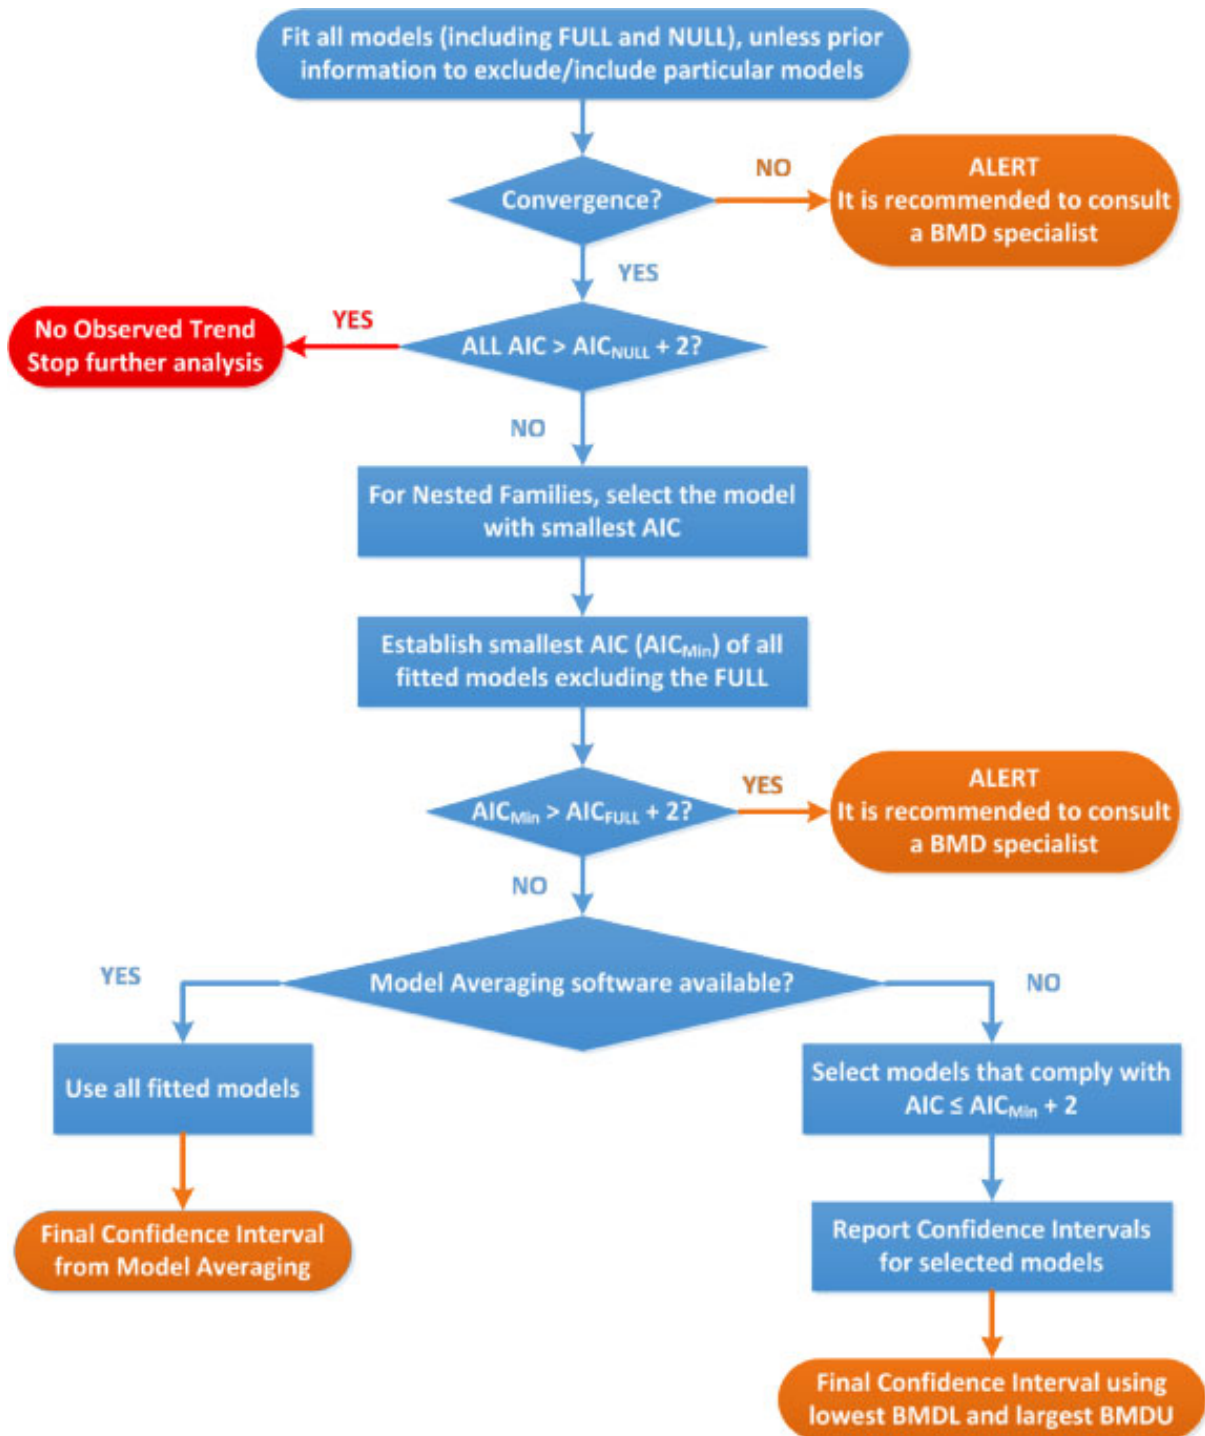 Fit all models (including FULL and NULL), unless prior
information to exclude/include particular models
Convergence?
NO
ALERT
It is recommended to consult
a BMD specialist
YES
No Observed Trend
Stop further analysis
YES
ALL AIC > AIC_NULL + 2?
NO
For Nested Families, select the model
with smallest AIC
Establish smallest AIC (AIC_Min) of all
fitted models excluding the FULL
AIC_Min > AIC_FULL + 2?
YES
ALERT
It is recommended to consult
a BMD specialist
NO
YES
Model Averaging software available?
NO
Use all fitted models
Select models that comply with
AIC ≤ AIC_Min + 2
Final Confidence Interval
from Model Averaging
Report Confidence Intervals
for selected models
Final Confidence Interval using
lowest BMDL and largest BMDU